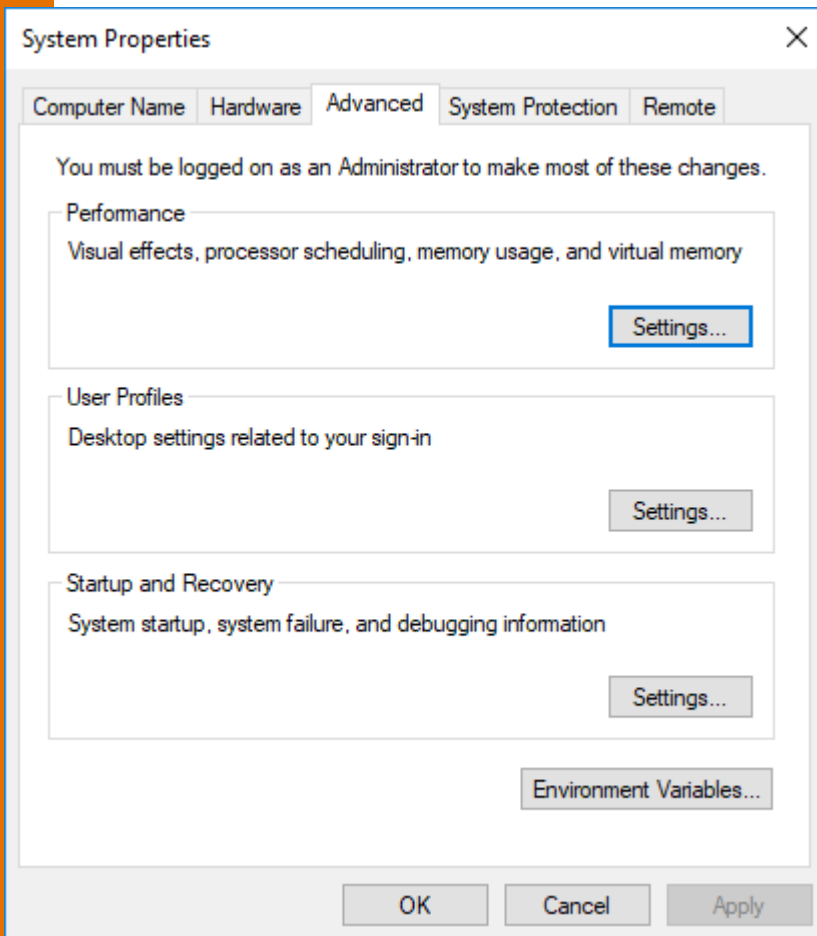 System Properties
Computer Name Hardware Advanced System Protection Remote
You must be logged on as an Administrator to make most of these changes.
Performance
Visual effects, processor scheduling, memory usage, and virtual memory
Settings...
User Profiles
Desktop settings related to your sign-in
Settings...
Startup and Recovery
System startup, system failure, and debugging information
Settings...
Environment Variables...
OK Cancel Apply